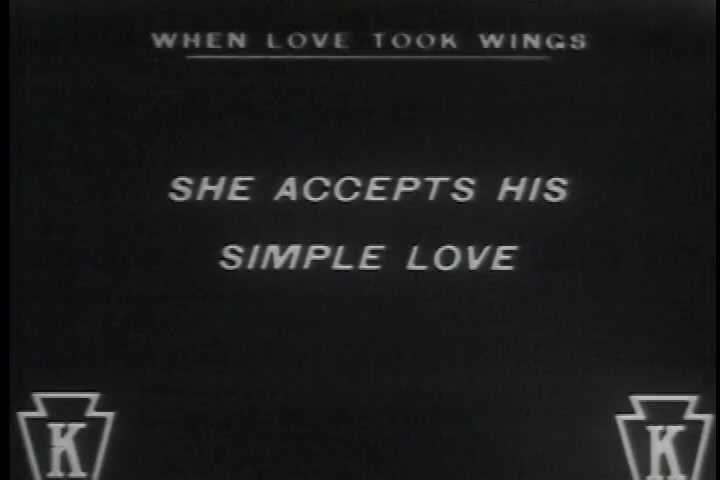 WHEN LOVE TOOK WINGS
SHE ACCEPTS HIS
SIMPLE LOVE
K K